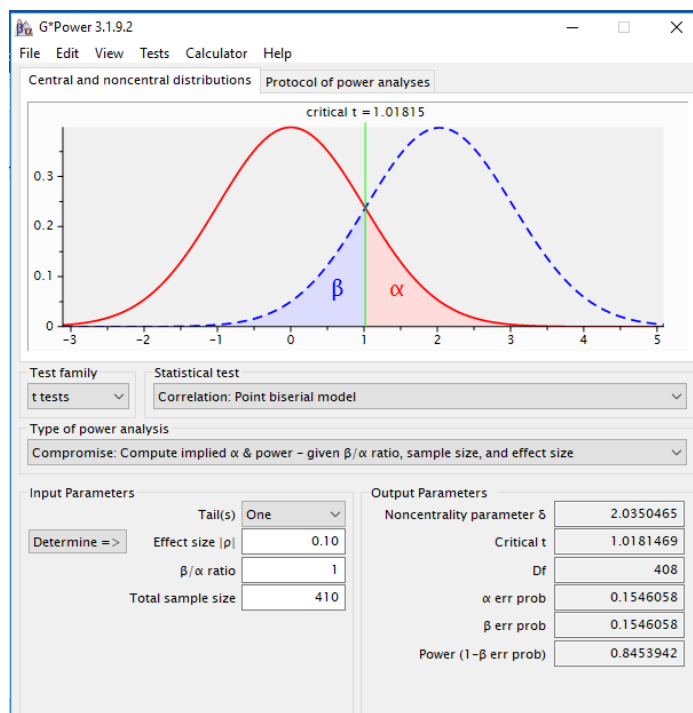 G*Power 3.1.9.2
File Edit View Tests Calculator Help
Central and noncentral distributions Protocol of power analyses
critical t = 1.01815
0.3
0.2
0.1
0
β α
-3 -2 -1 0 1 2 3 4 5
Test family Statistical test
t tests Correlation: Point biserial model
Type of power analysis
Compromise: Compute implied α & power - given β/α ratio, sample size, and effect size
Input Parameters Output Parameters
Tail(s) One Noncentrality parameter δ 2.0350465
Determine => Effect size |ρ| 0.10 Critical t 1.0181469
β/α ratio 1 Df 408
Total sample size 410 α err prob 0.1546058
β err prob 0.1546058
Power (1-β err prob) 0.8453942